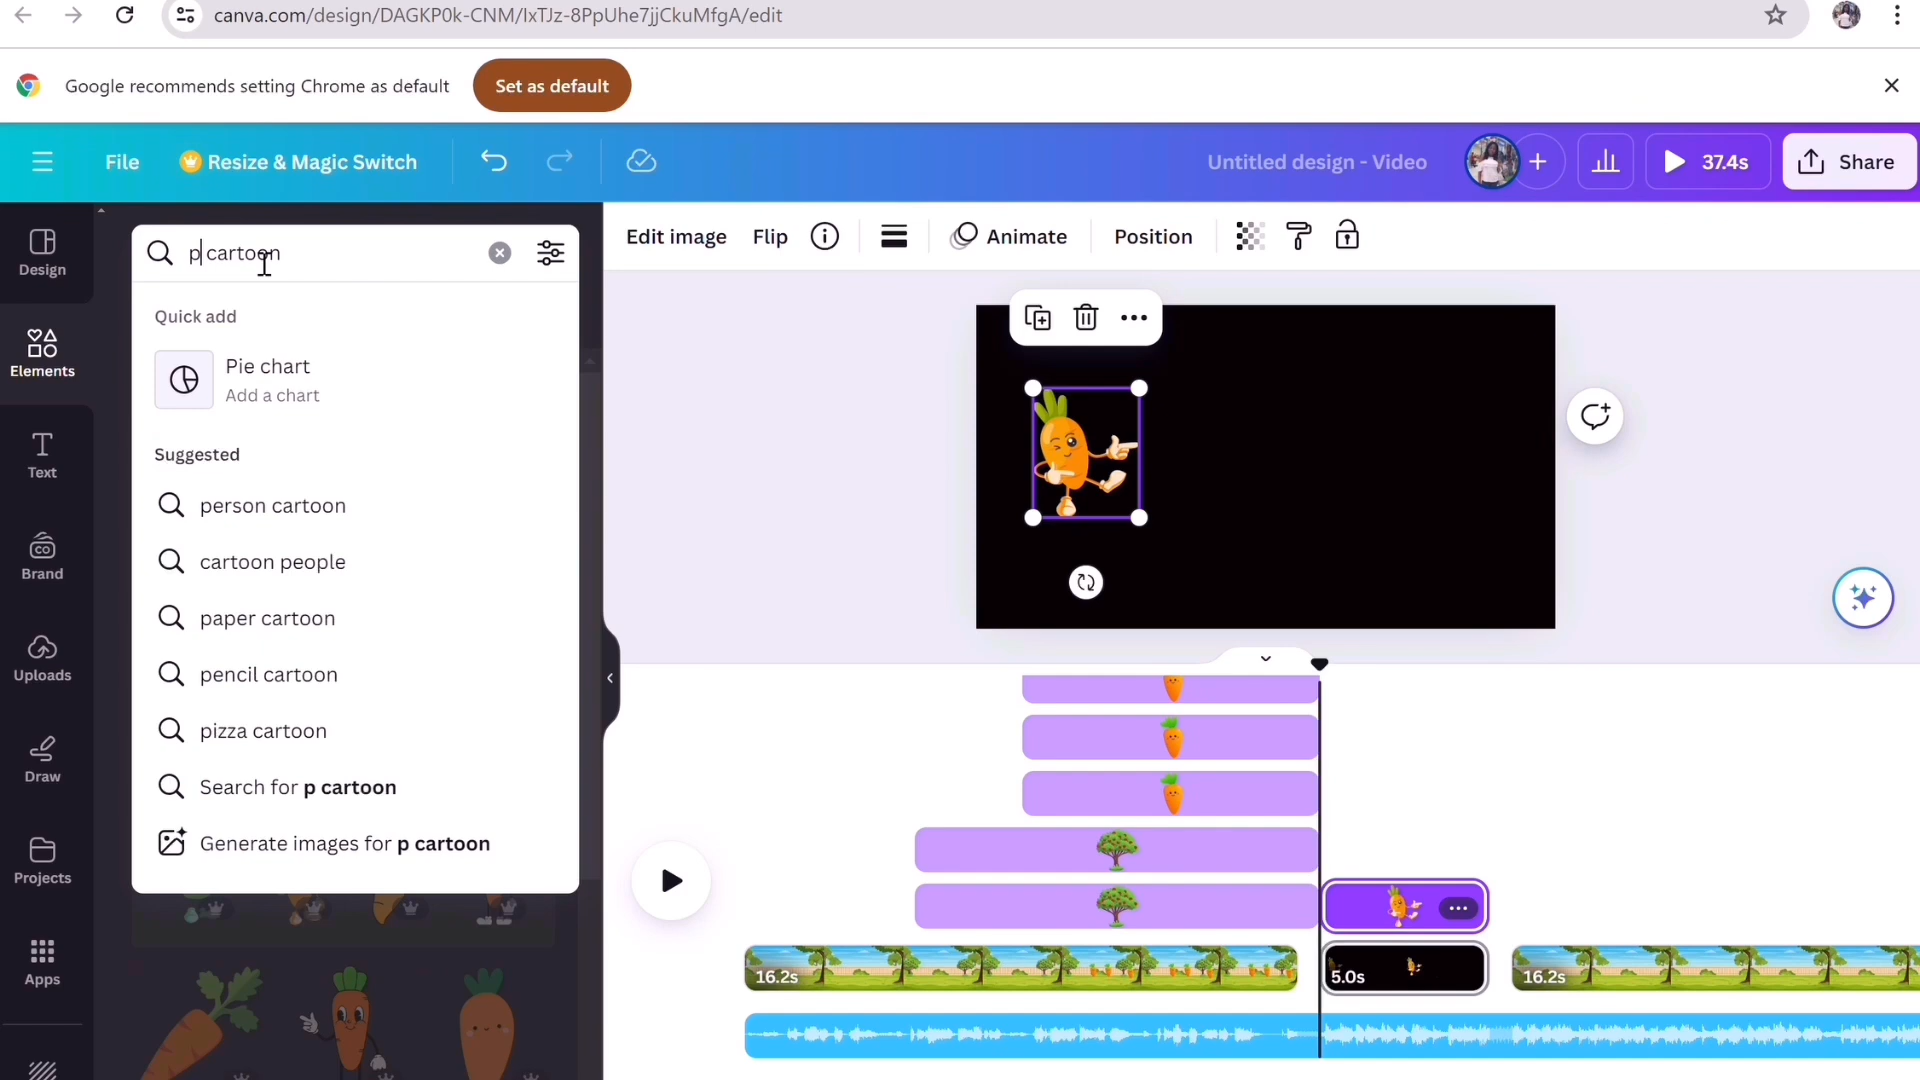 canva.com/design/DAGKP0k-CNM/IxTJz-8PpUhe7jjCkuMfgA/edit
Google recommends setting Chrome as default
Set as default
File
Resize & Magic Switch
Untitled design - Video
37.4s
Share
Design
Elements
Text
Brand
Uploads
Draw
Projects
Apps
p cartoon
Quick add
Pie chart
Add a chart
Suggested
person cartoon
cartoon people
paper cartoon
pencil cartoon
pizza cartoon
Search for p cartoon
Generate images for p cartoon
Edit image
Flip
Animate
Position
16.2s
5.0s
16.2s